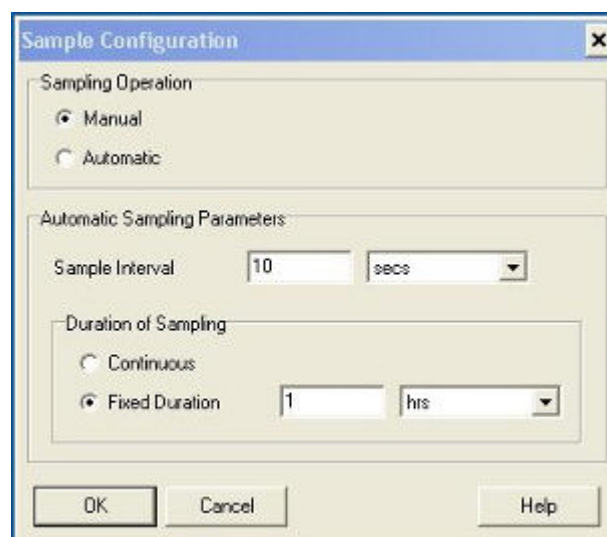 Sample Configuration
Sampling Operation
Manual
Automatic
Automatic Sampling Parameters
Sample Interval 10 secs
Duration of Sampling
Continuous
Fixed Duration 1 hrs
OK Cancel Help